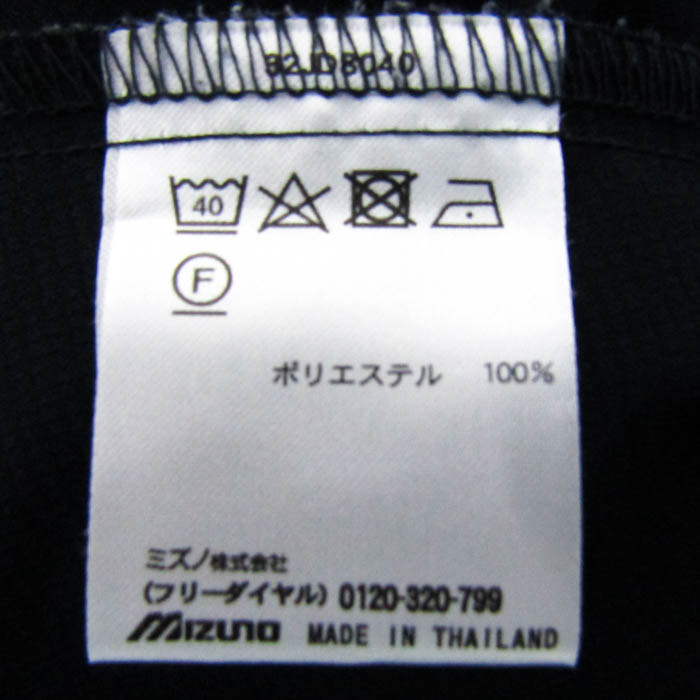 32JD8040
40
F
ポリエステル 100%
ミズノ株式会社
(フリーダイヤル) 0120-320-799
MIZUNO MADE IN THAILAND